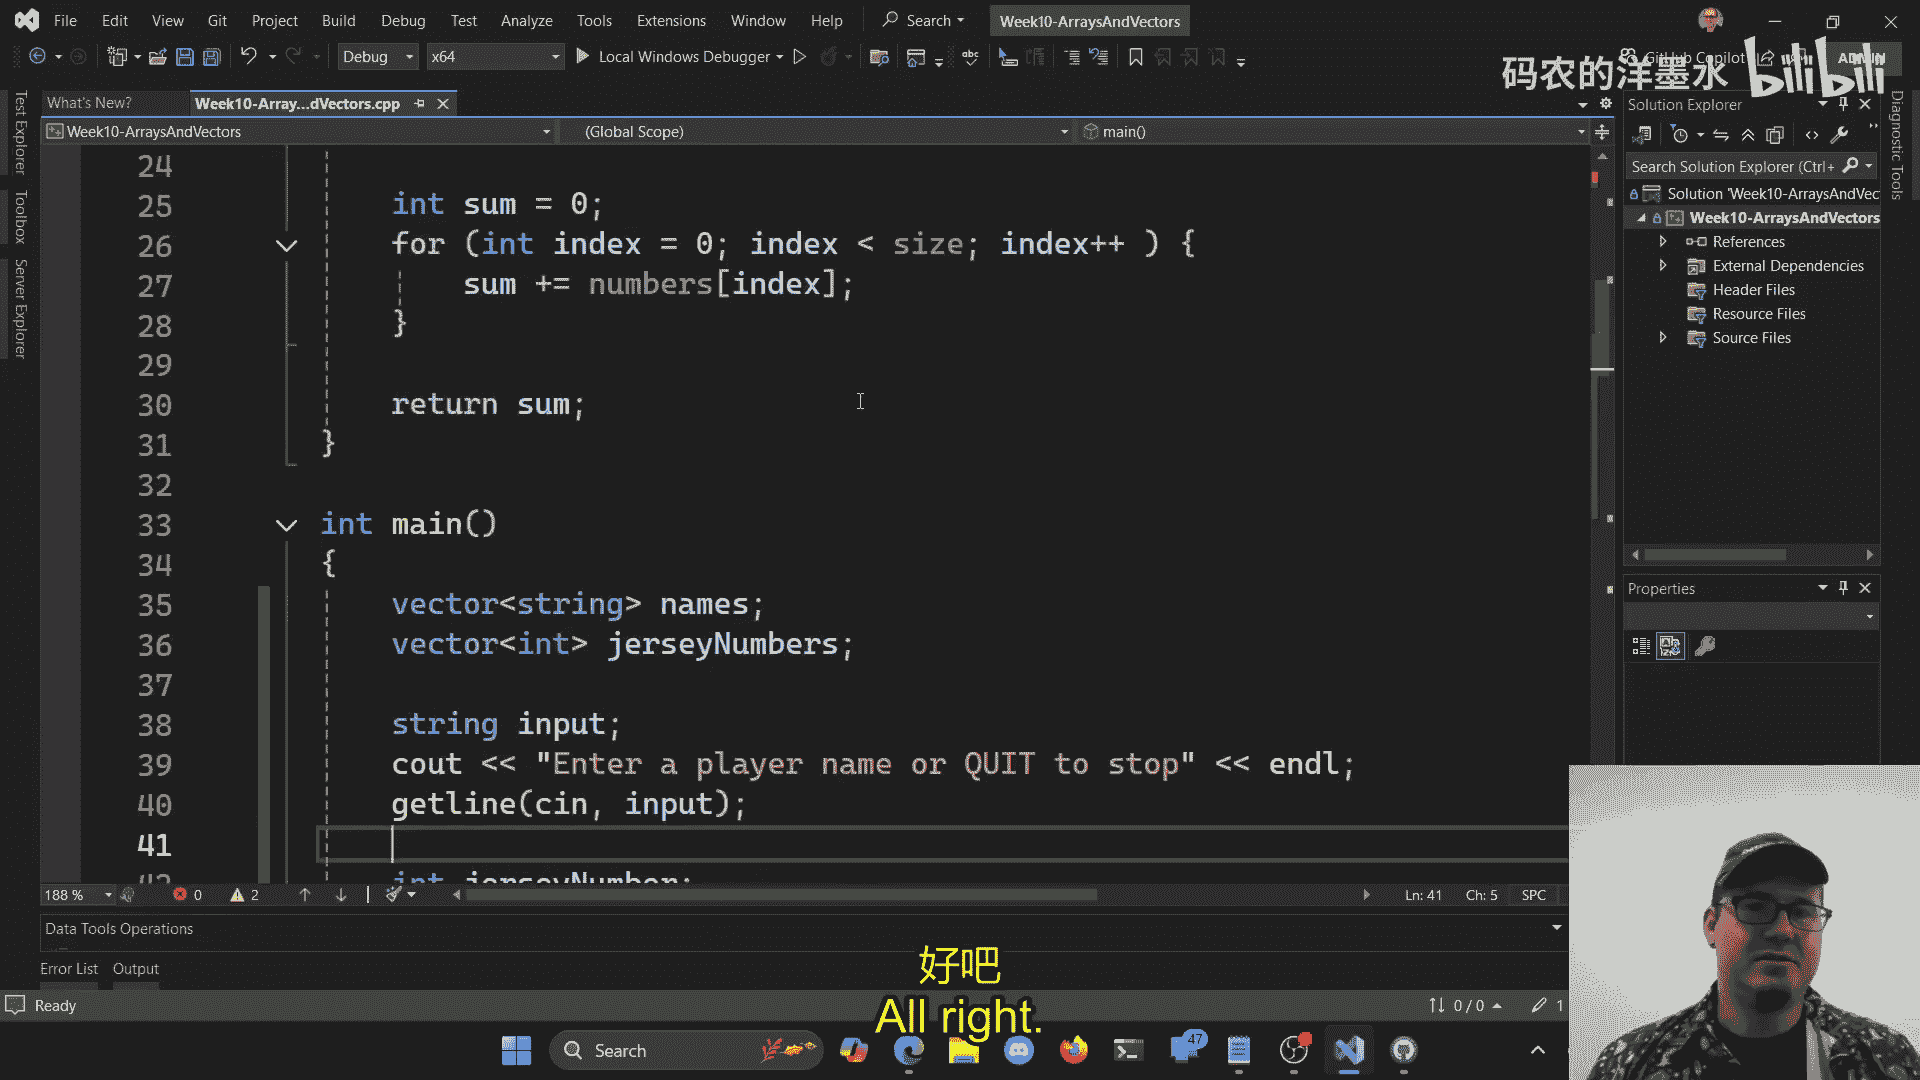 File Edit View Git Project Build Debug Test Analyze Tools Extensions Window Help Search Week10-ArraysAndVectors
Debug x64 Local Windows Debugger GitHub Copilot
码农的洋墨水 bilibili
What's New? Week10-Array...dVectors.cpp
Week10-ArraysAndVectors (Global Scope) main()
24
25 int sum = 0;
26 for (int index = 0; index < size; index++ ) {
27 sum += numbers[index];
28 }
29
30 return sum;
31 }
32
33 int main()
34 {
35 vector<string> names;
36 vector<int> jerseyNumbers;
37
38 string input;
39 cout << "Enter a player name or QUIT to stop" << endl;
40 getline(cin, input);
41
int jerseyNumber;
188 % 0 2 Ln: 41 Ch: 5 SPC
Data Tools Operations
Error List Output
Ready 0 / 0 1
Test Explorer
Toolbox
Server Explorer
Solution Explorer
Search Solution Explorer (Ctrl+
Solution 'Week10-ArraysAndVec
Week10-ArraysAndVectors
References
External Dependencies
Header Files
Resource Files
Source Files
Properties
Diagnostic Tools
好吧
All right.
Search
47